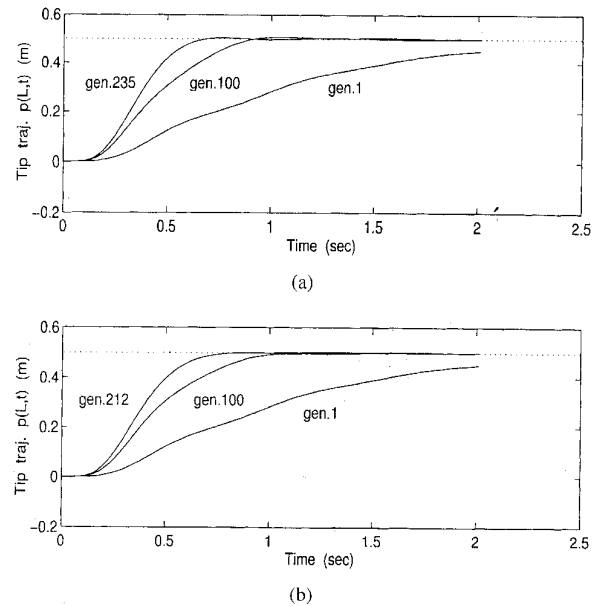 Tip traj. p(L,t) (m)
0.6
0.4
0.2
0
-0.2
gen.235
gen.100
gen.1
0
0.5
1
1.5
2
2.5
Time (sec)
(a)
Tip traj. p(L,t) (m)
0.6
0.4
0.2
0
-0.2
gen.212
gen.100
gen.1
0
0.5
1
1.5
2
2.5
Time (sec)
(b)